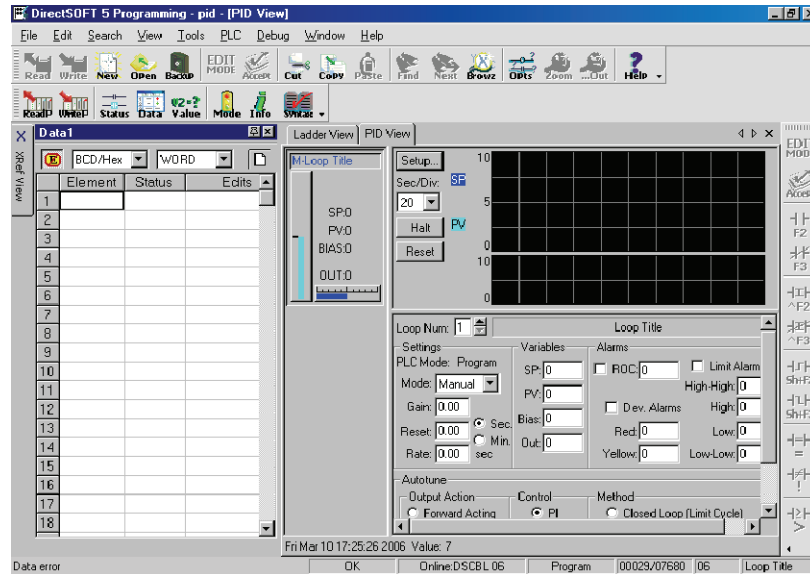 DirectSOFT 5 Programming - pid - [PID View]
File Edit Search View Tools PLC Debug Window Help
Read Write New Open Backup EDIT MODE Accept Cut Copy Paste Find Next Browz Opts Zoom ...Out Help
ReadP WriteP Status Data Value Mode Info Syntax
XRef View
Data1
BCD/Hex WORD
Element Status Edits
1
2
3
4
5
6
7
8
9
10
11
12
13
14
15
16
17
18
Ladder View PID View
M-Loop Title
SP:0
PV:0
BIAS:0
OUT:0
Setup...
Sec/Div:
20
Halt
Reset
SP
PV
10
5
0
10
0
Loop Num: 1 Loop Title
Settings
PLC Mode: Program
Mode: Manual
Gain: 0.00
Reset: 0.00 Sec.
Min.
Rate: 0.00 sec
Variables
SP: 0
PV: 0
Bias: 0
Out: 0
Alarms
ROC: 0 Limit Alarm
High-High: 0
Dev. Alarms High: 0
Red: 0 Low: 0
Yellow: 0 Low-Low: 0
Autotune
Output Action Control Method
Forward Acting PI Closed Loop (Limit Cycle)
Fri Mar 10 17:25:26 2006 Value: 7
EDIT
MOD
Accep
F2
F3
^F2
^F3
Sh+F
Sh+F
=
!
>
Data error OK Online:DSCBL 06 Program 00029/07680 06 Loop Title